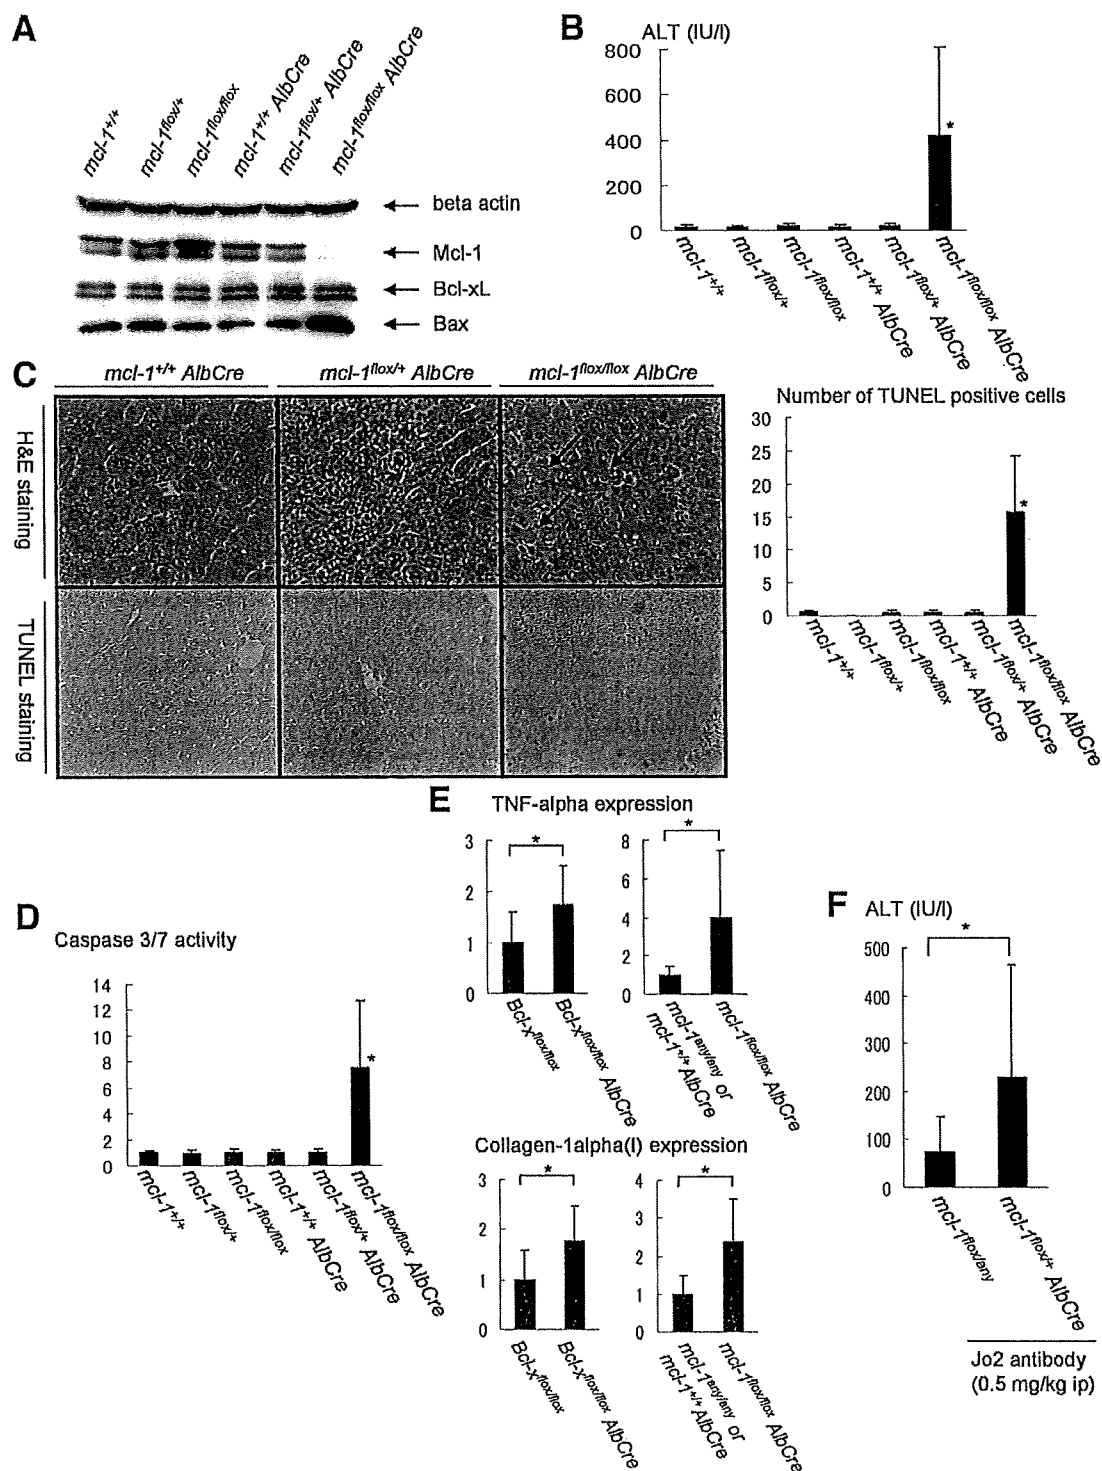 A
mcl-1+/+
mcl-1flox/+
mcl-1flox/flox
mcl-1+/+ AlbCre
mcl-1flox/+ AlbCre
mcl-1flox/flox AlbCre
beta actin
Mcl-1
Bcl-xL
Bax
B
ALT (IU/l)
800
600
400
200
0
*
mcl-1+/+
mcl-1flox/+
mcl-1flox/flox
mcl-1+/+ AlbCre
mcl-1flox/+ AlbCre
mcl-1flox/flox AlbCre
C
mcl-1+/+ AlbCre
mcl-1flox/+ AlbCre
mcl-1flox/flox AlbCre
H&E staining
TUNEL staining
Number of TUNEL positive cells
30
25
20
15
10
5
0
*
mcl-1+/+
mcl-1flox/+
mcl-1flox/flox
mcl-1+/+ AlbCre
mcl-1flox/+ AlbCre
mcl-1flox/flox AlbCre
D
Caspase 3/7 activity
14
12
10
8
6
4
2
0
*
mcl-1+/+
mcl-1flox/+
mcl-1flox/flox
mcl-1+/+ AlbCre
mcl-1flox/+ AlbCre
mcl-1flox/flox AlbCre
E
TNF-alpha expression
3
2
1
0
*
Bcl-xflox/flox
Bcl-xflox/flox AlbCre
8
6
4
2
0
*
mcl-1any/any or
mcl-1+/+ AlbCre
mcl-1flox/flox AlbCre
Collagen-1alpha(I) expression
3
2
1
0
*
Bcl-xflox/flox
Bcl-xflox/flox AlbCre
4
3
2
1
0
*
mcl-1any/any or
mcl-1+/+ AlbCre
mcl-1flox/flox AlbCre
F
ALT (IU/l)
500
400
300
200
100
0
*
mcl-1flox/any
mcl-1flox/+ AlbCre
Jo2 antibody
(0.5 mg/kg ip)